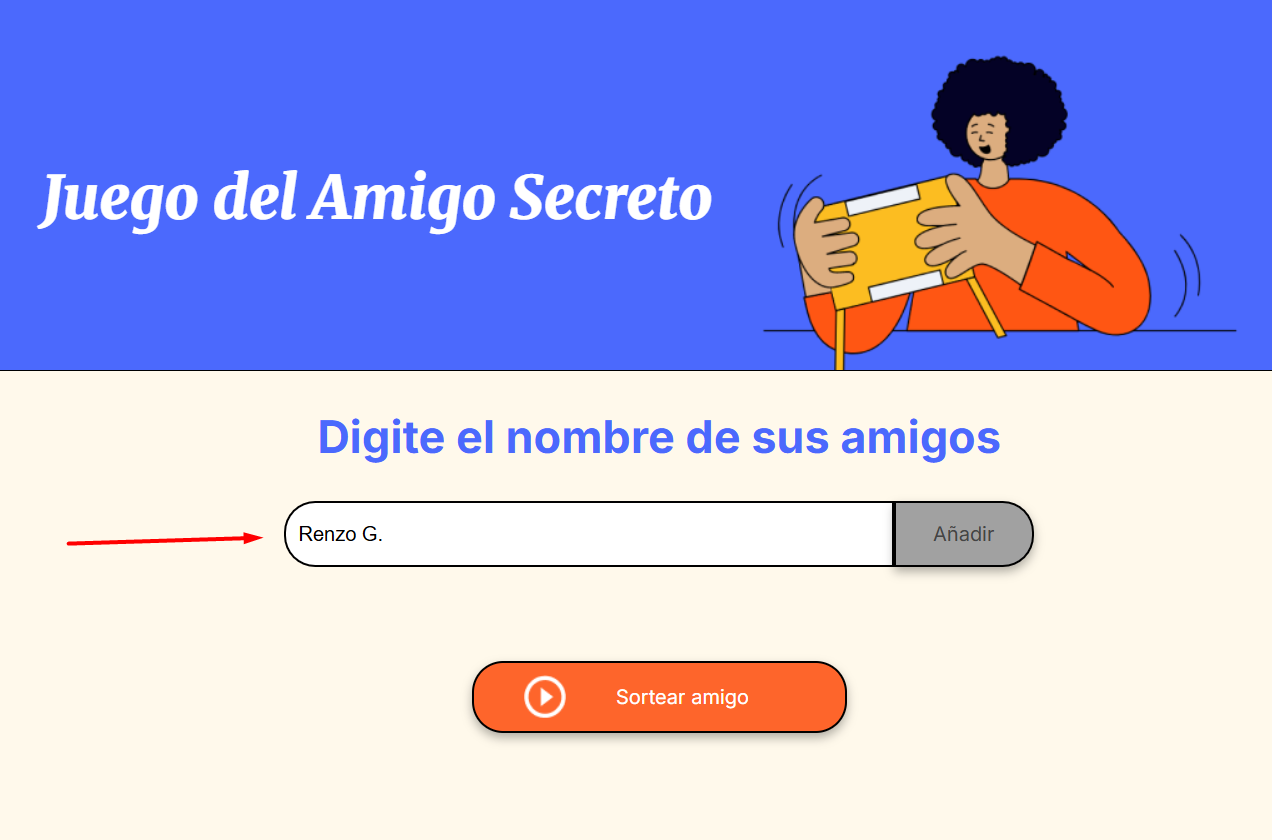 Juego del Amigo Secreto
Digite el nombre de sus amigos
Renzo G.
Añadir
Sortear amigo